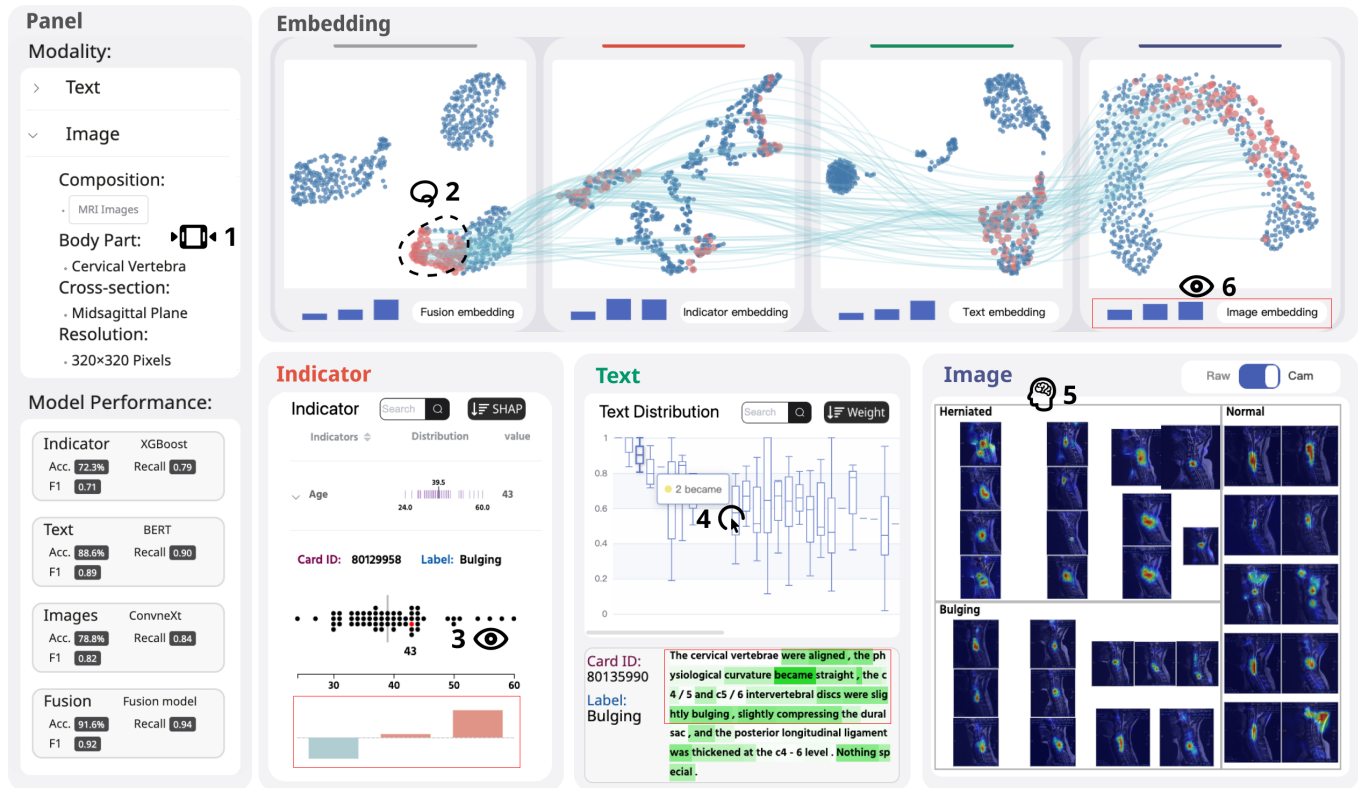 Panel
Modality:
Text
Image
Composition:
MRI Images
Body Part:
1
Cervical Vertebra
Cross-section:
Midsagittal Plane
Resolution:
320×320 Pixels
Model Performance:
Indicator XGBoost
Acc. 72.3% Recall 0.79
F1 0.71
Text BERT
Acc. 88.6% Recall 0.90
F1 0.89
Images ConvneXt
Acc. 78.8% Recall 0.84
F1 0.82
Fusion Fusion model
Acc. 91.6% Recall 0.94
F1 0.92
Embedding
2
6
Fusion embedding
Indicator embedding
Text embedding
Image embedding
Indicator
Indicator Search SHAP
Indicators Distribution value
39.5
Age 43
24.0 60.0
Card ID: 80129958 Label: Bulging
3
43
30 40 50 60
Text
Text Distribution Search Weight
1
0.8
0.6
0.4
0.2
0
2 became
4
Card ID:
80135990
Label:
Bulging
The cervical vertebrae were aligned , the ph
ysiological curvature became straight , the c
4 / 5 and c5 / 6 intervertebral discs were slig
htly bulging , slightly compressing the dural
sac , and the posterior longitudinal ligament
was thickened at the c4 - 6 level . Nothing sp
ecial .
Image
5
Raw Cam
Herniated
Normal
Bulging